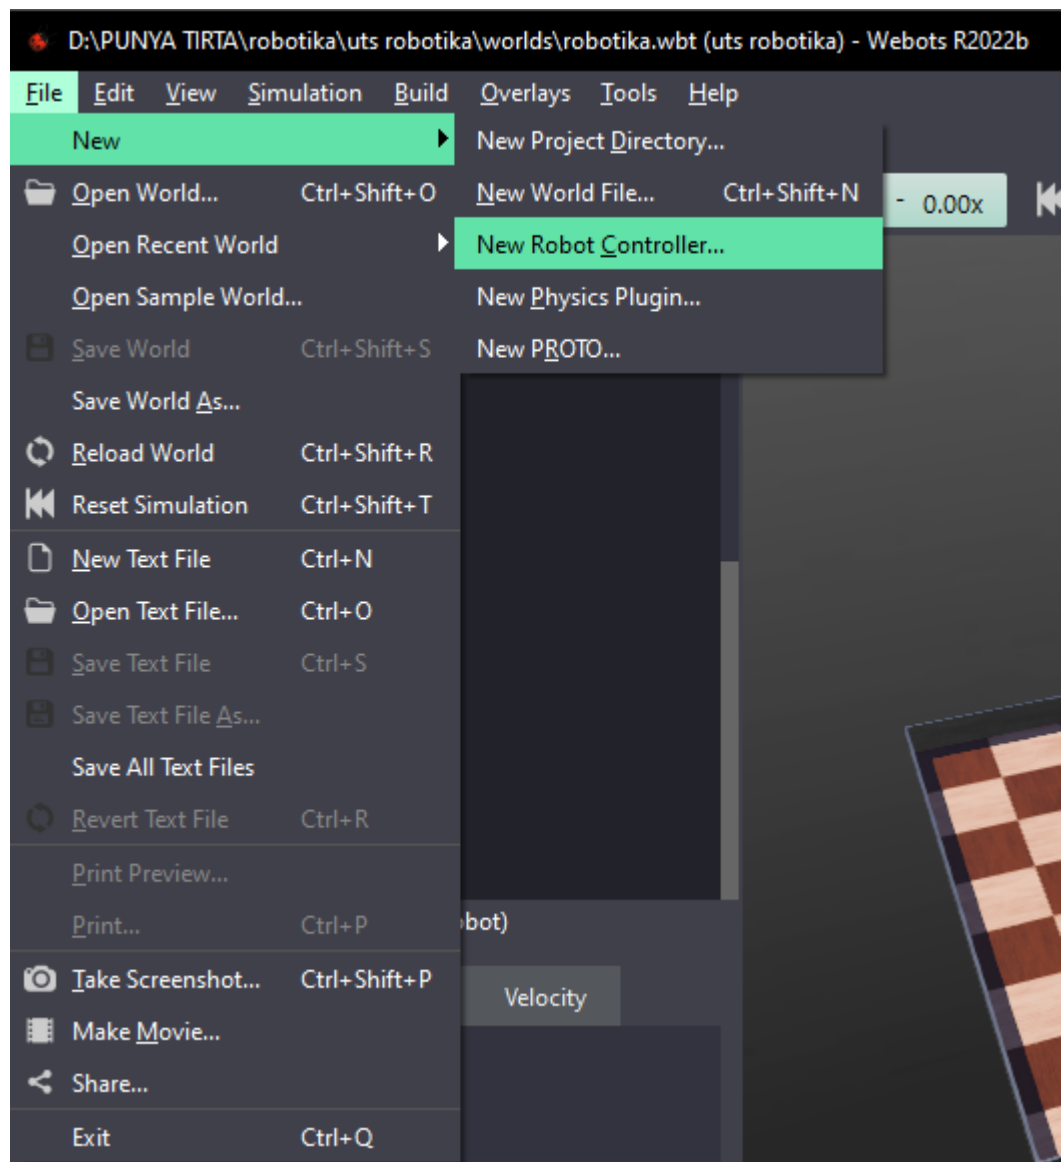 D:\PUNYA TIRTA\robotika\uts robotika\worlds\robotika.wbt (uts robotika) - Webots R2022b
File Edit View Simulation Build Overlays Tools Help
New
New Project Directory...
Open World... Ctrl+Shift+O
New World File... Ctrl+Shift+N
- 0.00x
Open Recent World
New Robot Controller...
Open Sample World...
New Physics Plugin...
Save World Ctrl+Shift+S
New PROTO...
Save World As...
Reload World Ctrl+Shift+R
Reset Simulation Ctrl+Shift+T
New Text File Ctrl+N
Open Text File... Ctrl+O
Save Text File Ctrl+S
Save Text File As...
Save All Text Files
Revert Text File Ctrl+R
Print Preview...
Print... Ctrl+P
bot)
Take Screenshot... Ctrl+Shift+P
Velocity
Make Movie...
Share...
Exit Ctrl+Q